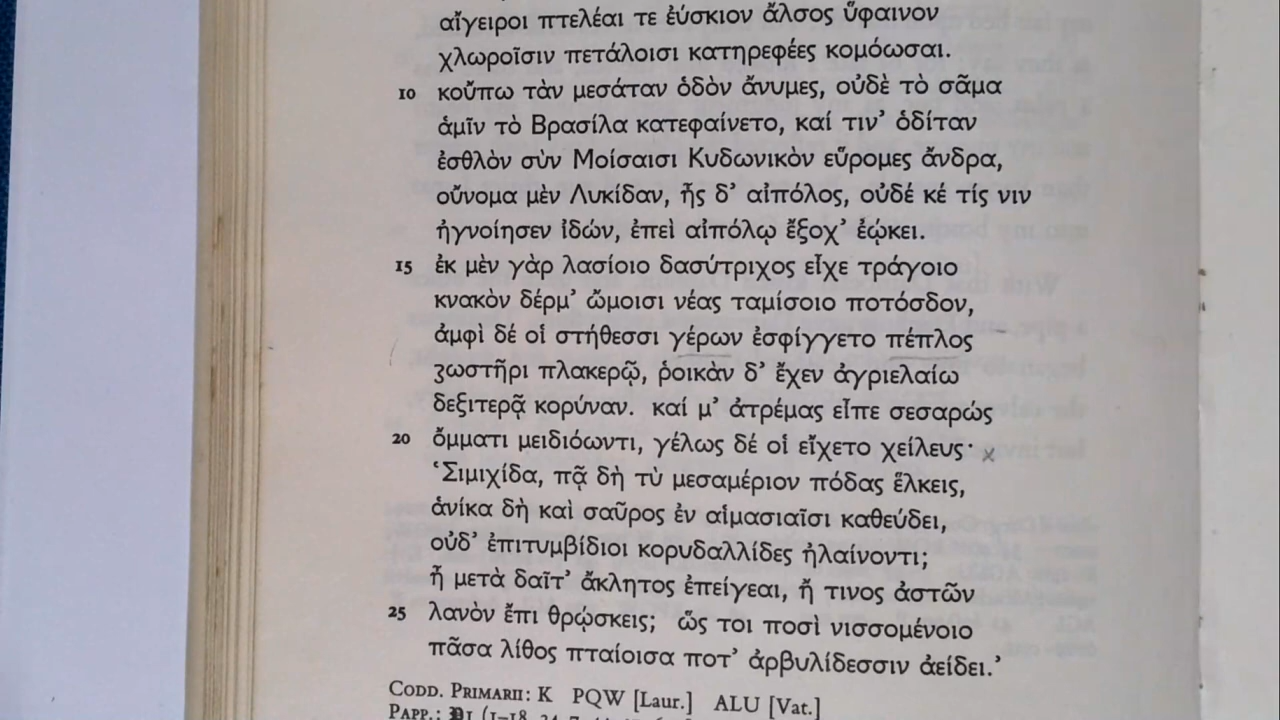 αἴγειροι πτελέαι τε ἐύσκιον ἄλσος ὕφαινον
χλωροῖσιν πετάλοισι κατηρεφέες κομόωσαι.
10 κοὔπω τὰν μεσάταν ὁδὸν ἄνυμες, οὐδὲ τὸ σᾶμα
ἁμῖν τὸ Βρασίλα κατεφαίνετο, καί τιν’ ὁδίταν
ἐσθλὸν σὺν Μοίσαισι Κυδωνικὸν εὕρομες ἄνδρα,
οὔνομα μὲν Λυκίδαν, ἦς δ’ αἰπόλος, οὐδέ κέ τίς νιν
ἠγνοίησεν ἰδών, ἐπεὶ αἰπόλῳ ἔξοχ’ ἐῴκει.
15 ἐκ μὲν γὰρ λασίοιο δασύτριχος εἶχε τράγοιο
κνακὸν δέρμ’ ὤμοισι νέας ταμίσοιο ποτόσδον,
ἀμφὶ δέ οἱ στήθεσσι γέρων ἐσφίγγετο πέπλος
ζωστῆρι πλακερῷ, ῥοικὰν δ’ ἔχεν ἀγριελαίω
δεξιτερᾷ κορύναν. καί μ’ ἀτρέμας εἶπε σεσαρώς
20 ὄμματι μειδιόωντι, γέλως δέ οἱ εἴχετο χείλευς·
‘Σιμιχίδα, πᾷ δὴ τὺ μεσαμέριον πόδας ἕλκεις,
ἁνίκα δὴ καὶ σαῦρος ἐν αἱμασιαῖσι καθεύδει,
οὐδ’ ἐπιτυμβίδιοι κορυδαλλίδες ἠλαίνοντι;
ἦ μετὰ δαῖτ’ ἄκλητος ἐπείγεαι, ἤ τινος ἀστῶν
25 λανὸν ἔπι θρῴσκεις; ὥς τοι ποσὶ νισσομένοιο
πᾶσα λίθος πταίοισα ποτ’ ἀρβυλίδεσσιν ἀείδει.’
Codd. Primarii: K PQW [Laur.] ALU [Vat.]
Papp.: